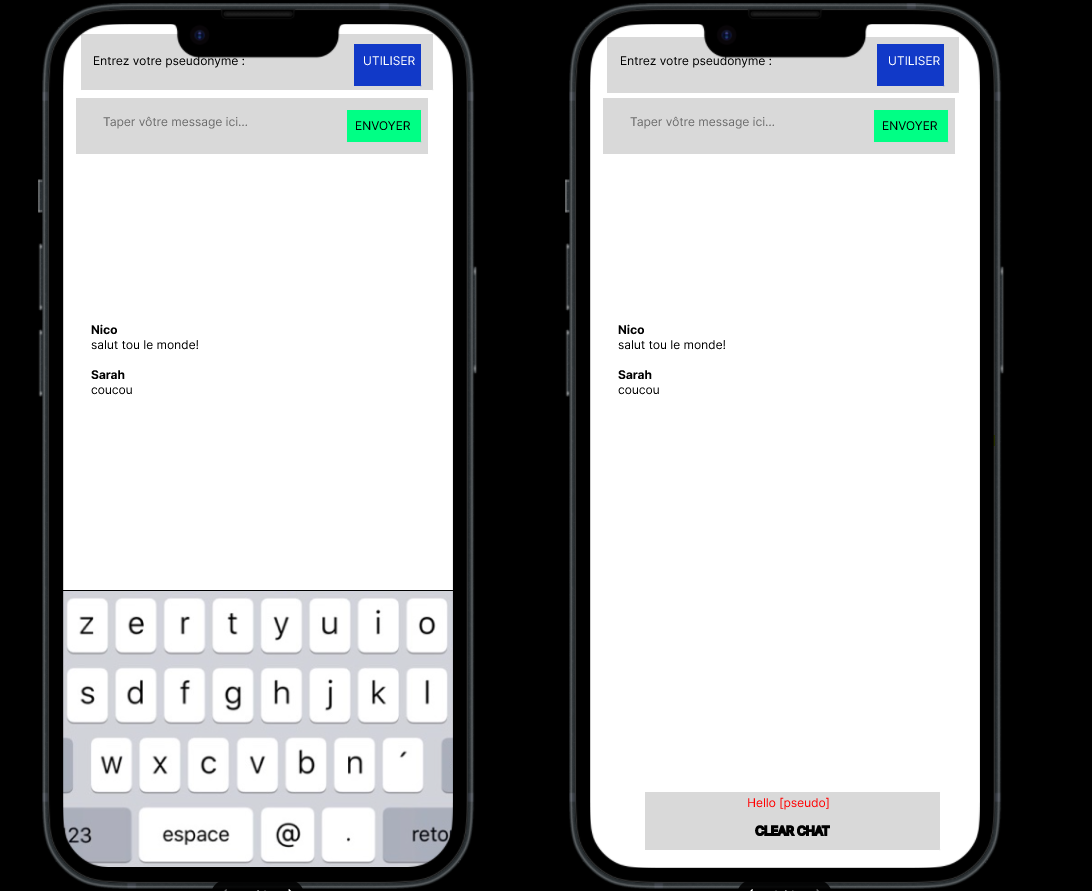 Entrez votre pseudonyme :
UTILISER
Taper vôtre message ici...
ENVOYER
Nico
salut tou le monde!
Sarah
coucou
z e r t y u i o
s d f g h j k l
w x c v b n ´
23 espace @ . reto
Entrez votre pseudonyme :
UTILISER
Taper vôtre message ici...
ENVOYER
Nico
salut tou le monde!
Sarah
coucou
Hello [pseudo]
CLEAR CHAT